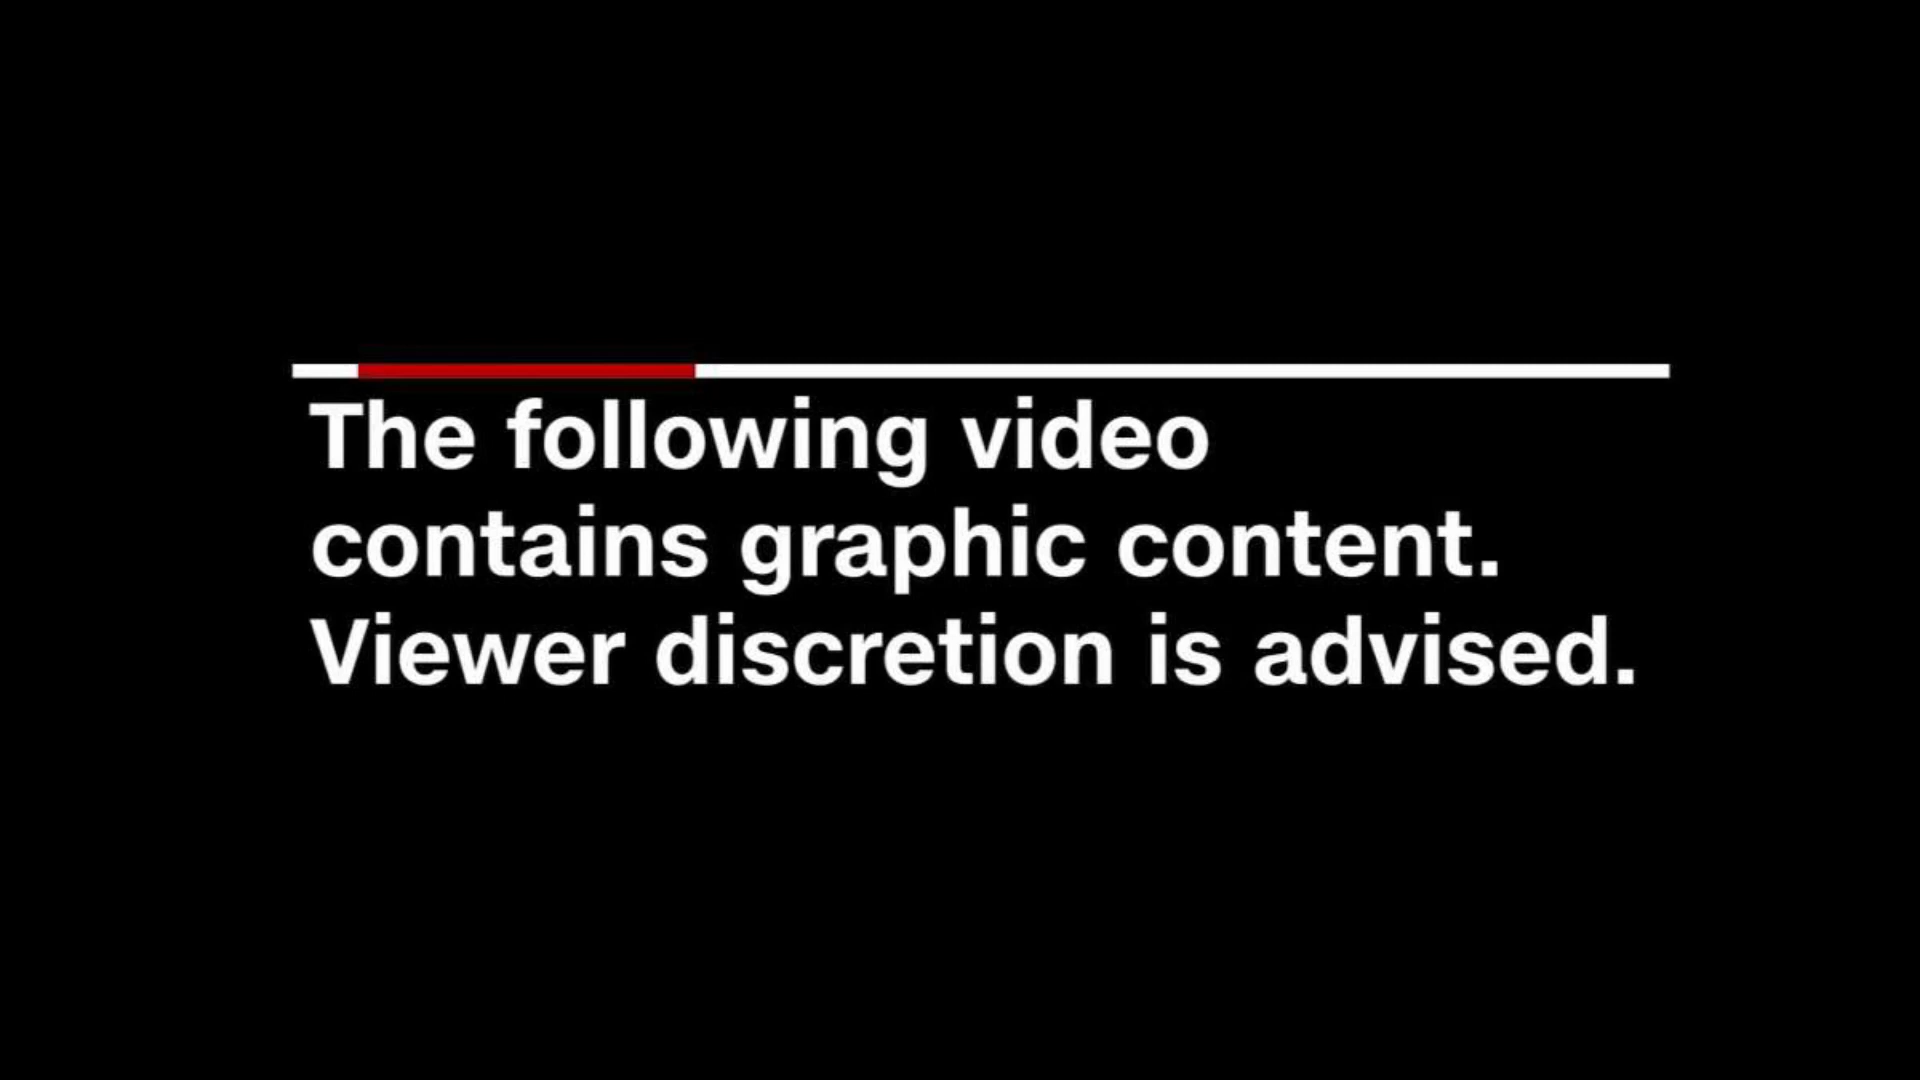 The following video
contains graphic content.
Viewer discretion is advised.